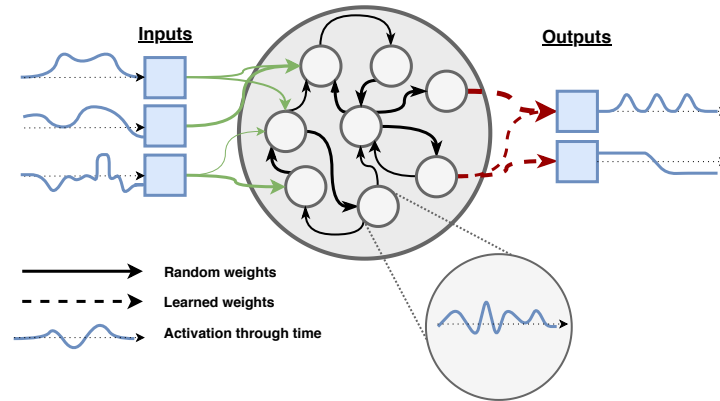 Inputs
Outputs
Random weights
Learned weights
Activation through time